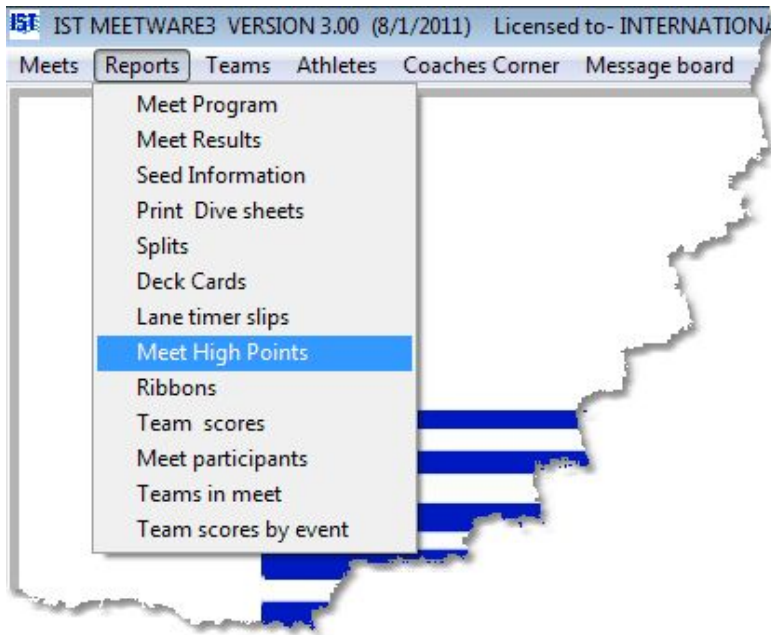 IST IST MEETWARE3 VERSION 3.00 (8/1/2011) Licensed to- INTERNATIONA
Meets Reports Teams Athletes Coaches Corner Message board
Meet Program
Meet Results
Seed Information
Print Dive sheets
Splits
Deck Cards
Lane timer slips
Meet High Points
Ribbons
Team scores
Meet participants
Teams in meet
Team scores by event